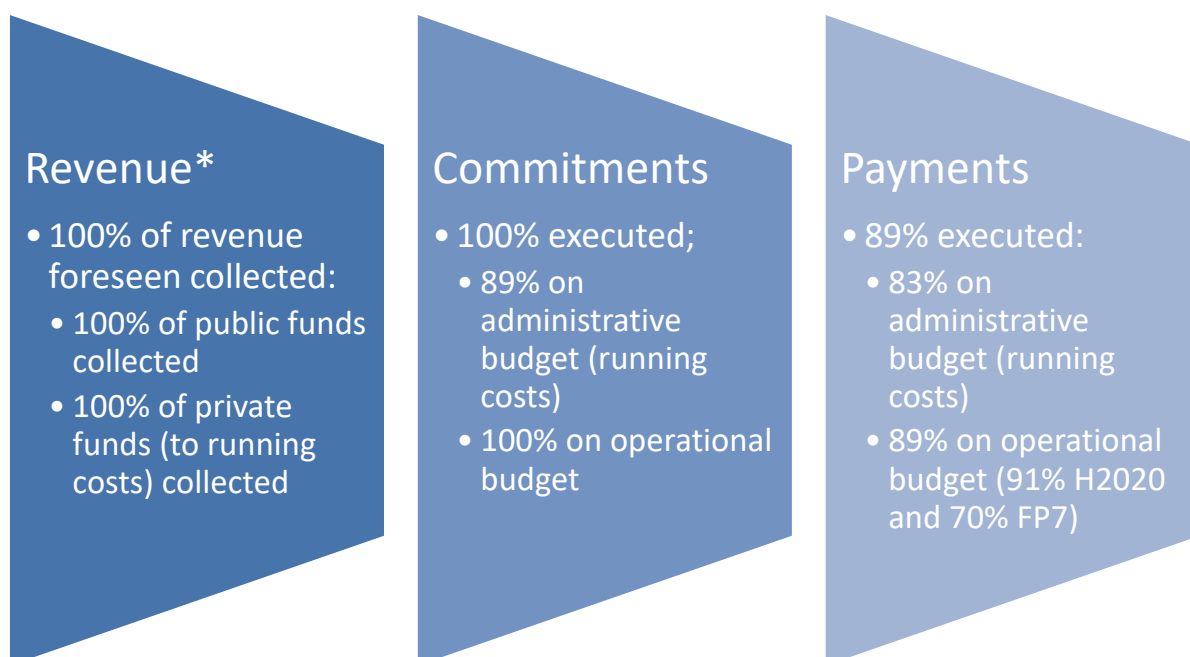 Revenue*
• 100% of revenue
foreseen collected:
• 100% of public funds
collected
• 100% of private
funds (to running
costs) collected
Commitments
• 100% executed;
• 89% on
administrative
budget (running
costs)
• 100% on operational
budget
Payments
• 89% executed:
• 83% on
administrative
budget (running
costs)
• 89% on operational
budget (91% H2020
and 70% FP7)